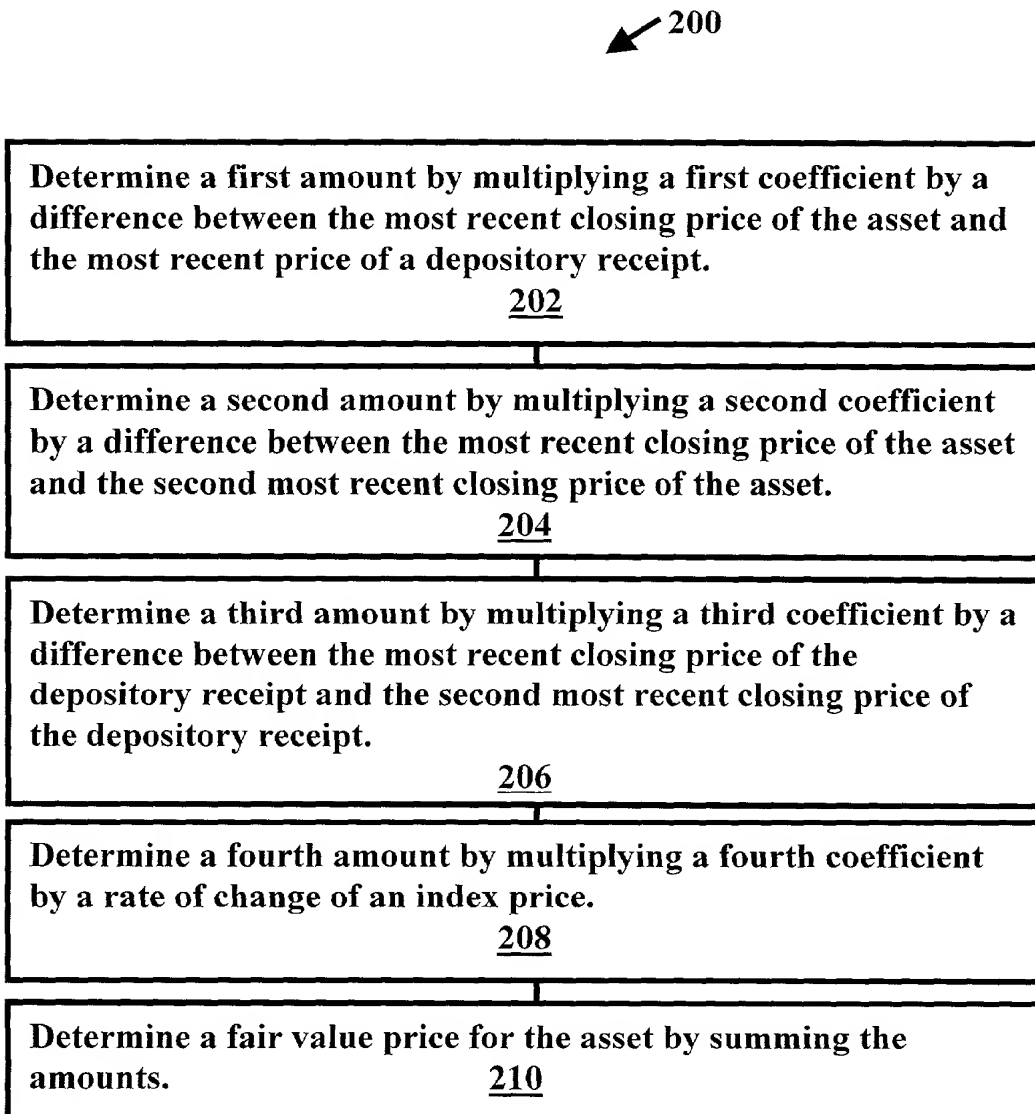 200
Determine a first amount by multiplying a first coefficient by a
difference between the most recent closing price of the asset and
the most recent price of a depository receipt.
202
Determine a second amount by multiplying a second coefficient
by a difference between the most recent closing price of the asset
and the second most recent closing price of the asset.
204
Determine a third amount by multiplying a third coefficient by a
difference between the most recent closing price of the
depository receipt and the second most recent closing price of
the depository receipt.
206
Determine a fourth amount by multiplying a fourth coefficient
by a rate of change of an index price.
208
Determine a fair value price for the asset by summing the
amounts. 210